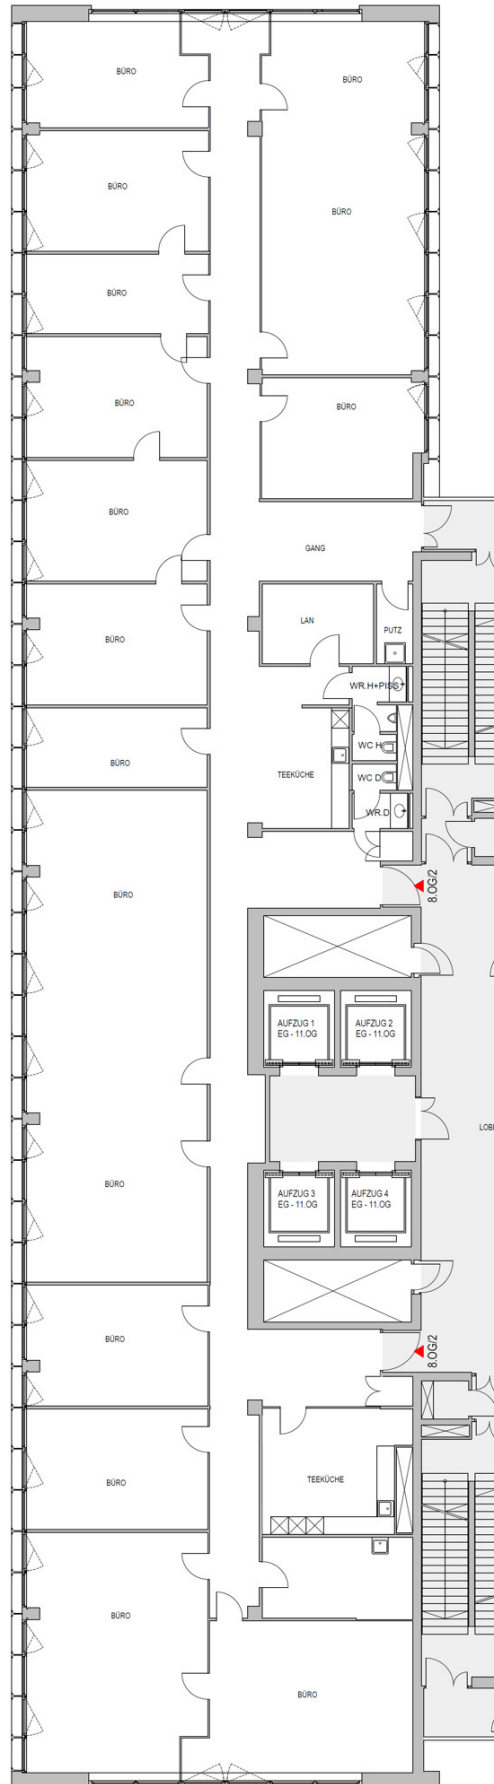 BÜRO
BÜRO
BÜRO
BÜRO
BÜRO
BÜRO
BÜRO
BÜRO
BÜRO
GANG
LAN
PUTZ
BÜRO
WR.H+PISS
WC H
BÜRO
TEEKÜCHE
WC D
WR.D
BÜRO
8.OG/2
AUFZUG 1
EG - 11.OG
AUFZUG 2
EG - 11.OG
BÜRO
AUFZUG 3
EG - 11.OG
AUFZUG 4
EG - 11.OG
BÜRO
8.OG/2
BÜRO
TEEKÜCHE
BÜRO
BÜRO